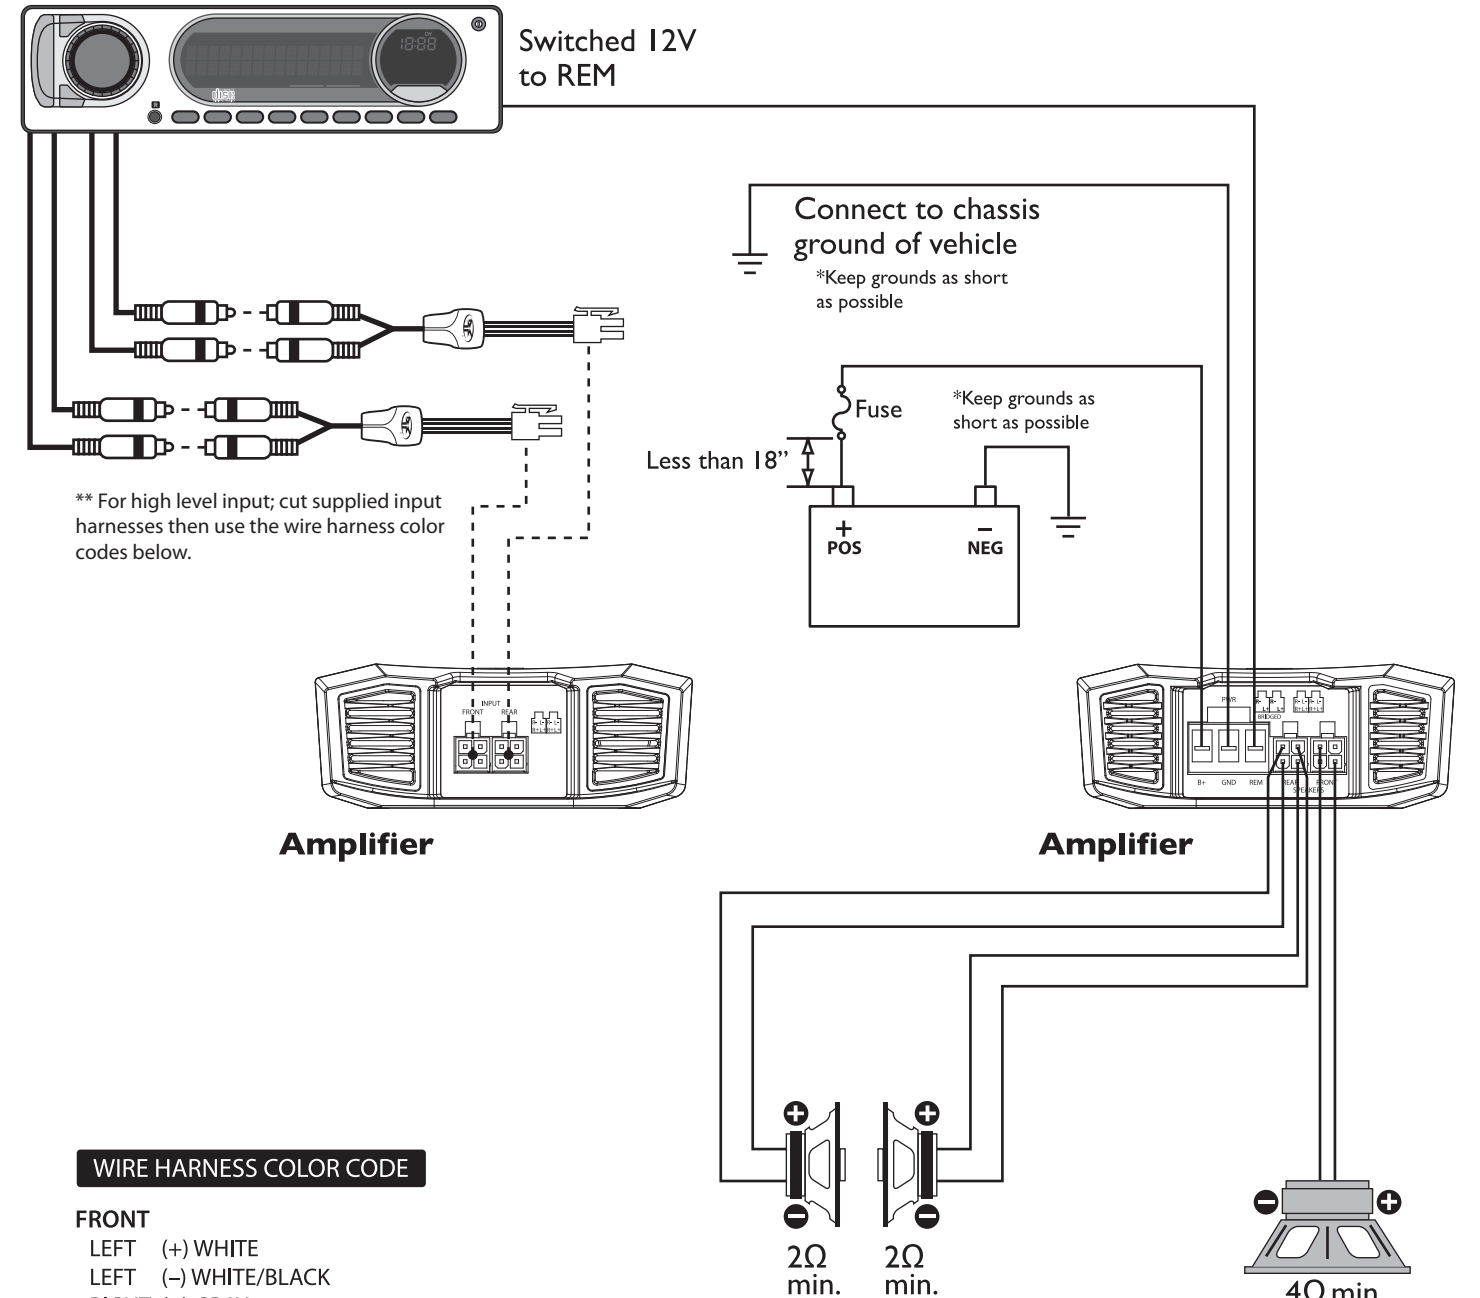 Switched 12V
to REM
disc
Connect to chassis
ground of vehicle
*Keep grounds as short
as possible
Fuse
*Keep grounds as
short as possible
Less than 18”
+
POS
–
NEG
** For high level input; cut supplied input
harnesses then use the wire harness color
codes below.
INPUT
FRONT REAR
R- L- R- L-
R+ L+ R+ L+
Amplifier
PWR
R- R-
L+ L+
BRIDGED
R- L- R- L-
R+ L+ R+ L+
B+ GND REM REAR FRONT
SPEAKERS
Amplifier
WIRE HARNESS COLOR CODE
FRONT
LEFT (+) WHITE
LEFT (–) WHITE/BLACK
2Ω
min.
2Ω
min.
4Ω min.